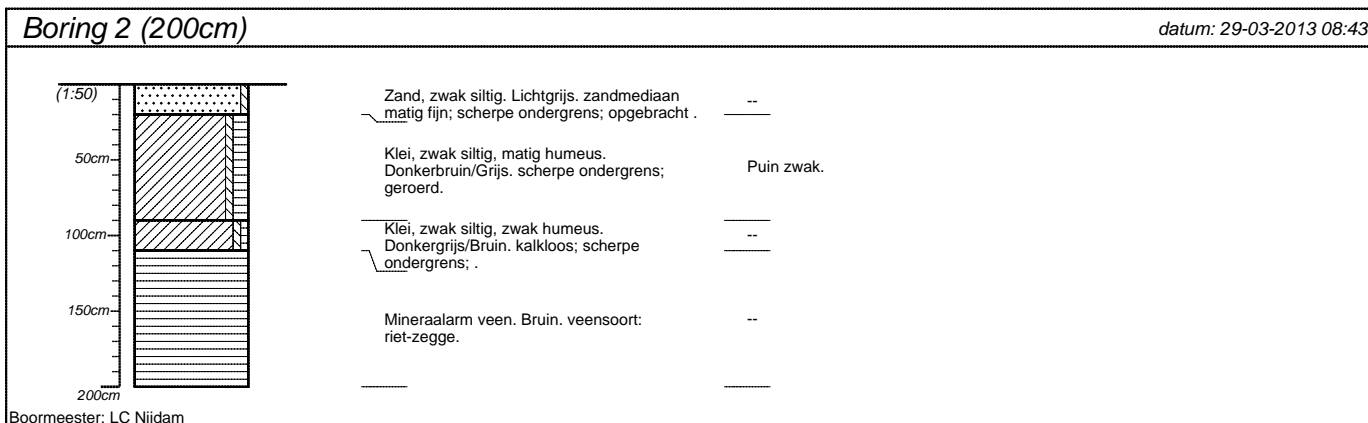 Boring 2 (200cm)
datum: 29-03-2013 08:43
(1:50)
Zand, zwak siltig. Lichtgrijs. zandmediaan
matig fijn; scherpe ondergrens; opgebracht .
--
50cm
Klei, zwak siltig, matig humeus.
Donkerbruin/Grijs. scherpe ondergrens;
geroerd.
Puin zwak.
100cm
Klei, zwak siltig, zwak humeus.
Donkergrijs/Bruin. kalkloos; scherpe
ondergrens; .
--
150cm
Mineraalarm veen. Bruin. veensoort:
riet-zegge.
--
200cm
Boormeester: LC Nijdam